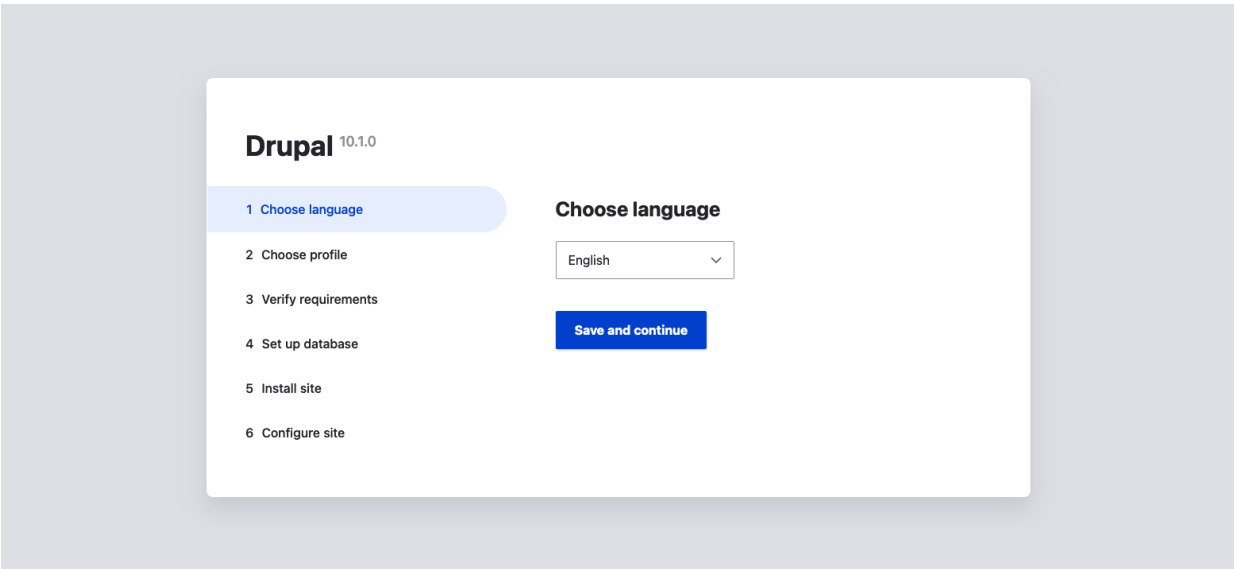 Drupal 10.1.0
1 Choose language
2 Choose profile
3 Verify requirements
4 Set up database
5 Install site
6 Configure site
Choose language
English
Save and continue